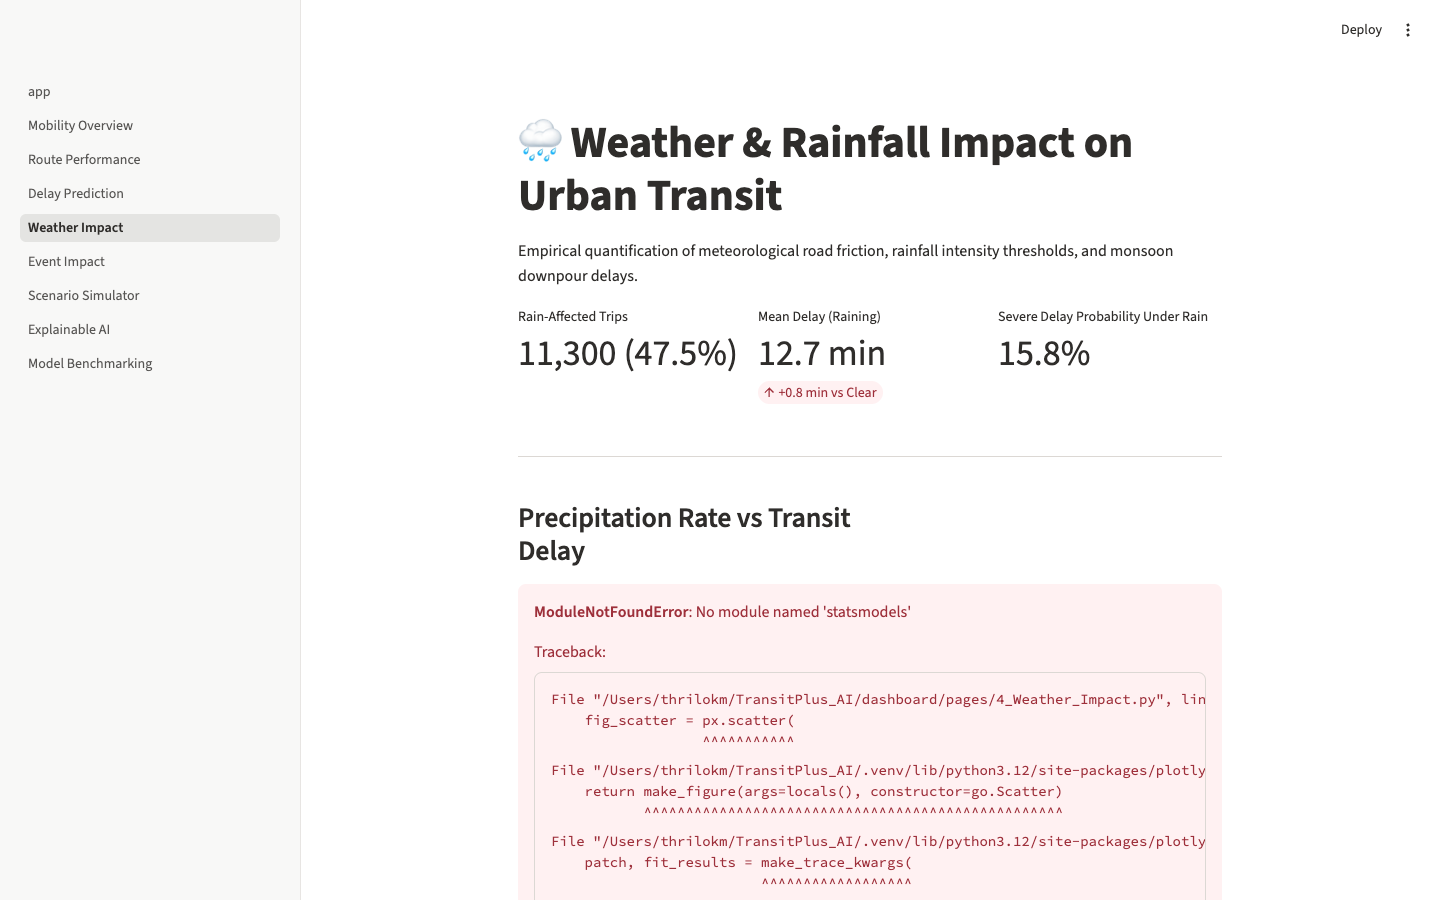 Deploy
app
Mobility Overview
Route Performance
Delay Prediction
Weather Impact
Event Impact
Scenario Simulator
Explainable AI
Model Benchmarking
Weather & Rainfall Impact on
Urban Transit
Empirical quantification of meteorological road friction, rainfall intensity thresholds, and monsoon
downpour delays.
Rain-Affected Trips
11,300 (47.5%)
Mean Delay (Raining)
12.7 min
↑ +0.8 min vs Clear
Severe Delay Probability Under Rain
15.8%
Precipitation Rate vs Transit
Delay
ModuleNotFoundError: No module named 'statsmodels'
Traceback:
File "/Users/thrilokm/TransitPlus_AI/dashboard/pages/4_Weather_Impact.py", lin
fig_scatter = px.scatter(
^^^^^^^^^^^
File "/Users/thrilokm/TransitPlus_AI/.venv/lib/python3.12/site-packages/plotly
return make_figure(args=locals(), constructor=go.Scatter)
^^^^^^^^^^^^^^^^^^^^^^^^^^^^^^^^^^^^^^^^^^^^^^^^^^
File "/Users/thrilokm/TransitPlus_AI/.venv/lib/python3.12/site-packages/plotly
patch, fit_results = make_trace_kwargs(
^^^^^^^^^^^^^^^^^^